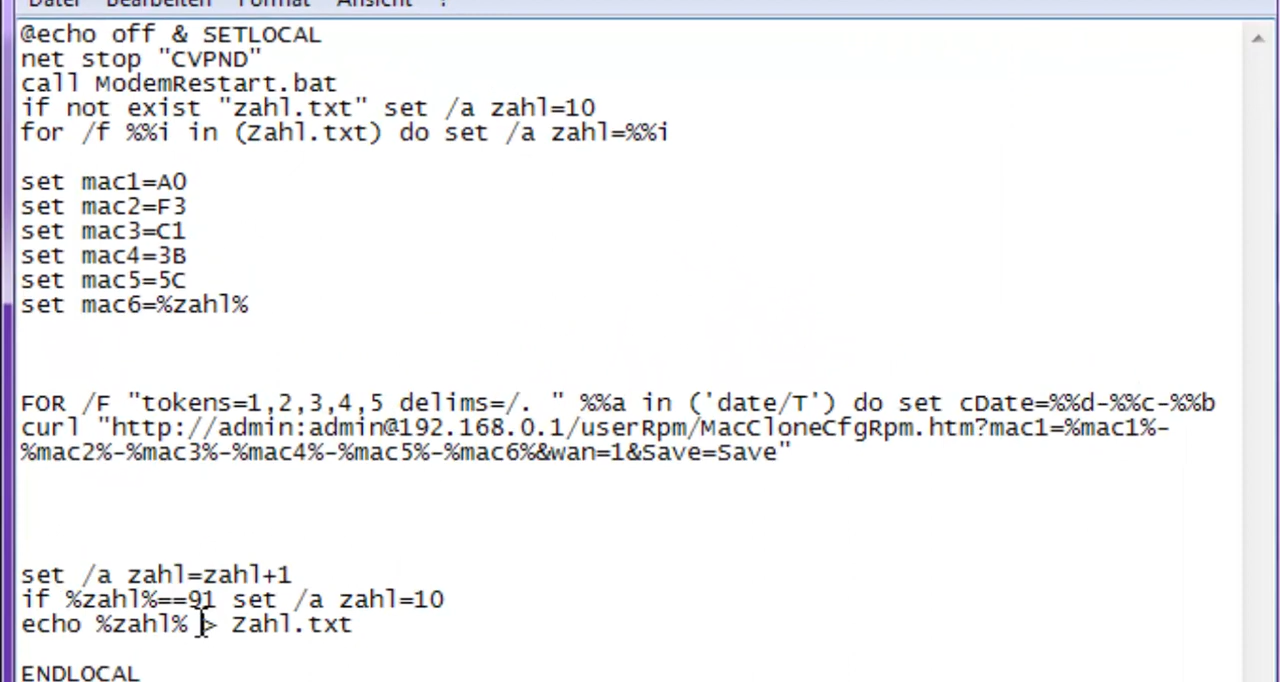 Datei Bearbeiten Format Ansicht ?
@echo off & SETLOCAL
net stop "CVPND"
call ModemRestart.bat
if not exist "zahl.txt" set /a zahl=10
for /f %%i in (Zahl.txt) do set /a zahl=%%i
set mac1=A0
set mac2=F3
set mac3=C1
set mac4=3B
set mac5=5C
set mac6=%zahl%
FOR /F "tokens=1,2,3,4,5 delims=/. " %%a in ('date/T') do set cDate=%%d-%%c-%%b
curl "http://admin:admin@192.168.0.1/userRpm/MacCloneCfgRpm.htm?mac1=%mac1%-
%mac2%-%mac3%-%mac4%-%mac5%-%mac6%&wan=1&Save=Save"
set /a zahl=zahl+1
if %zahl%==91 set /a zahl=10
echo %zahl% > Zahl.txt
ENDLOCAL